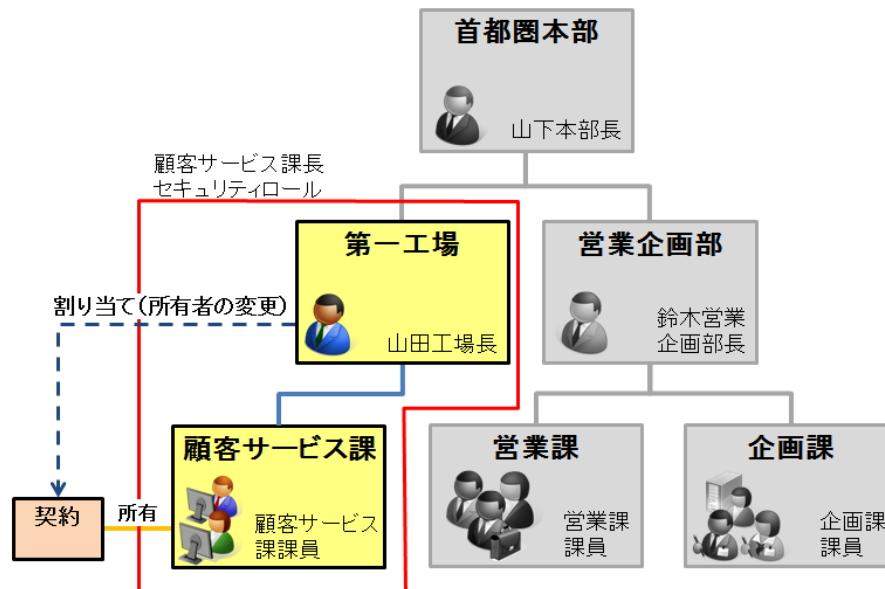 首都圏本部
山下本部長
顧客サービス課長
セキュリティロール
第一工場
山田工場長
営業企画部
鈴木営業
企画部長
割り当て（所有者の変更）
顧客サービス課
顧客サービス
課課員
営業課
営業課
課員
企画課
企画課
課員
契約
所有